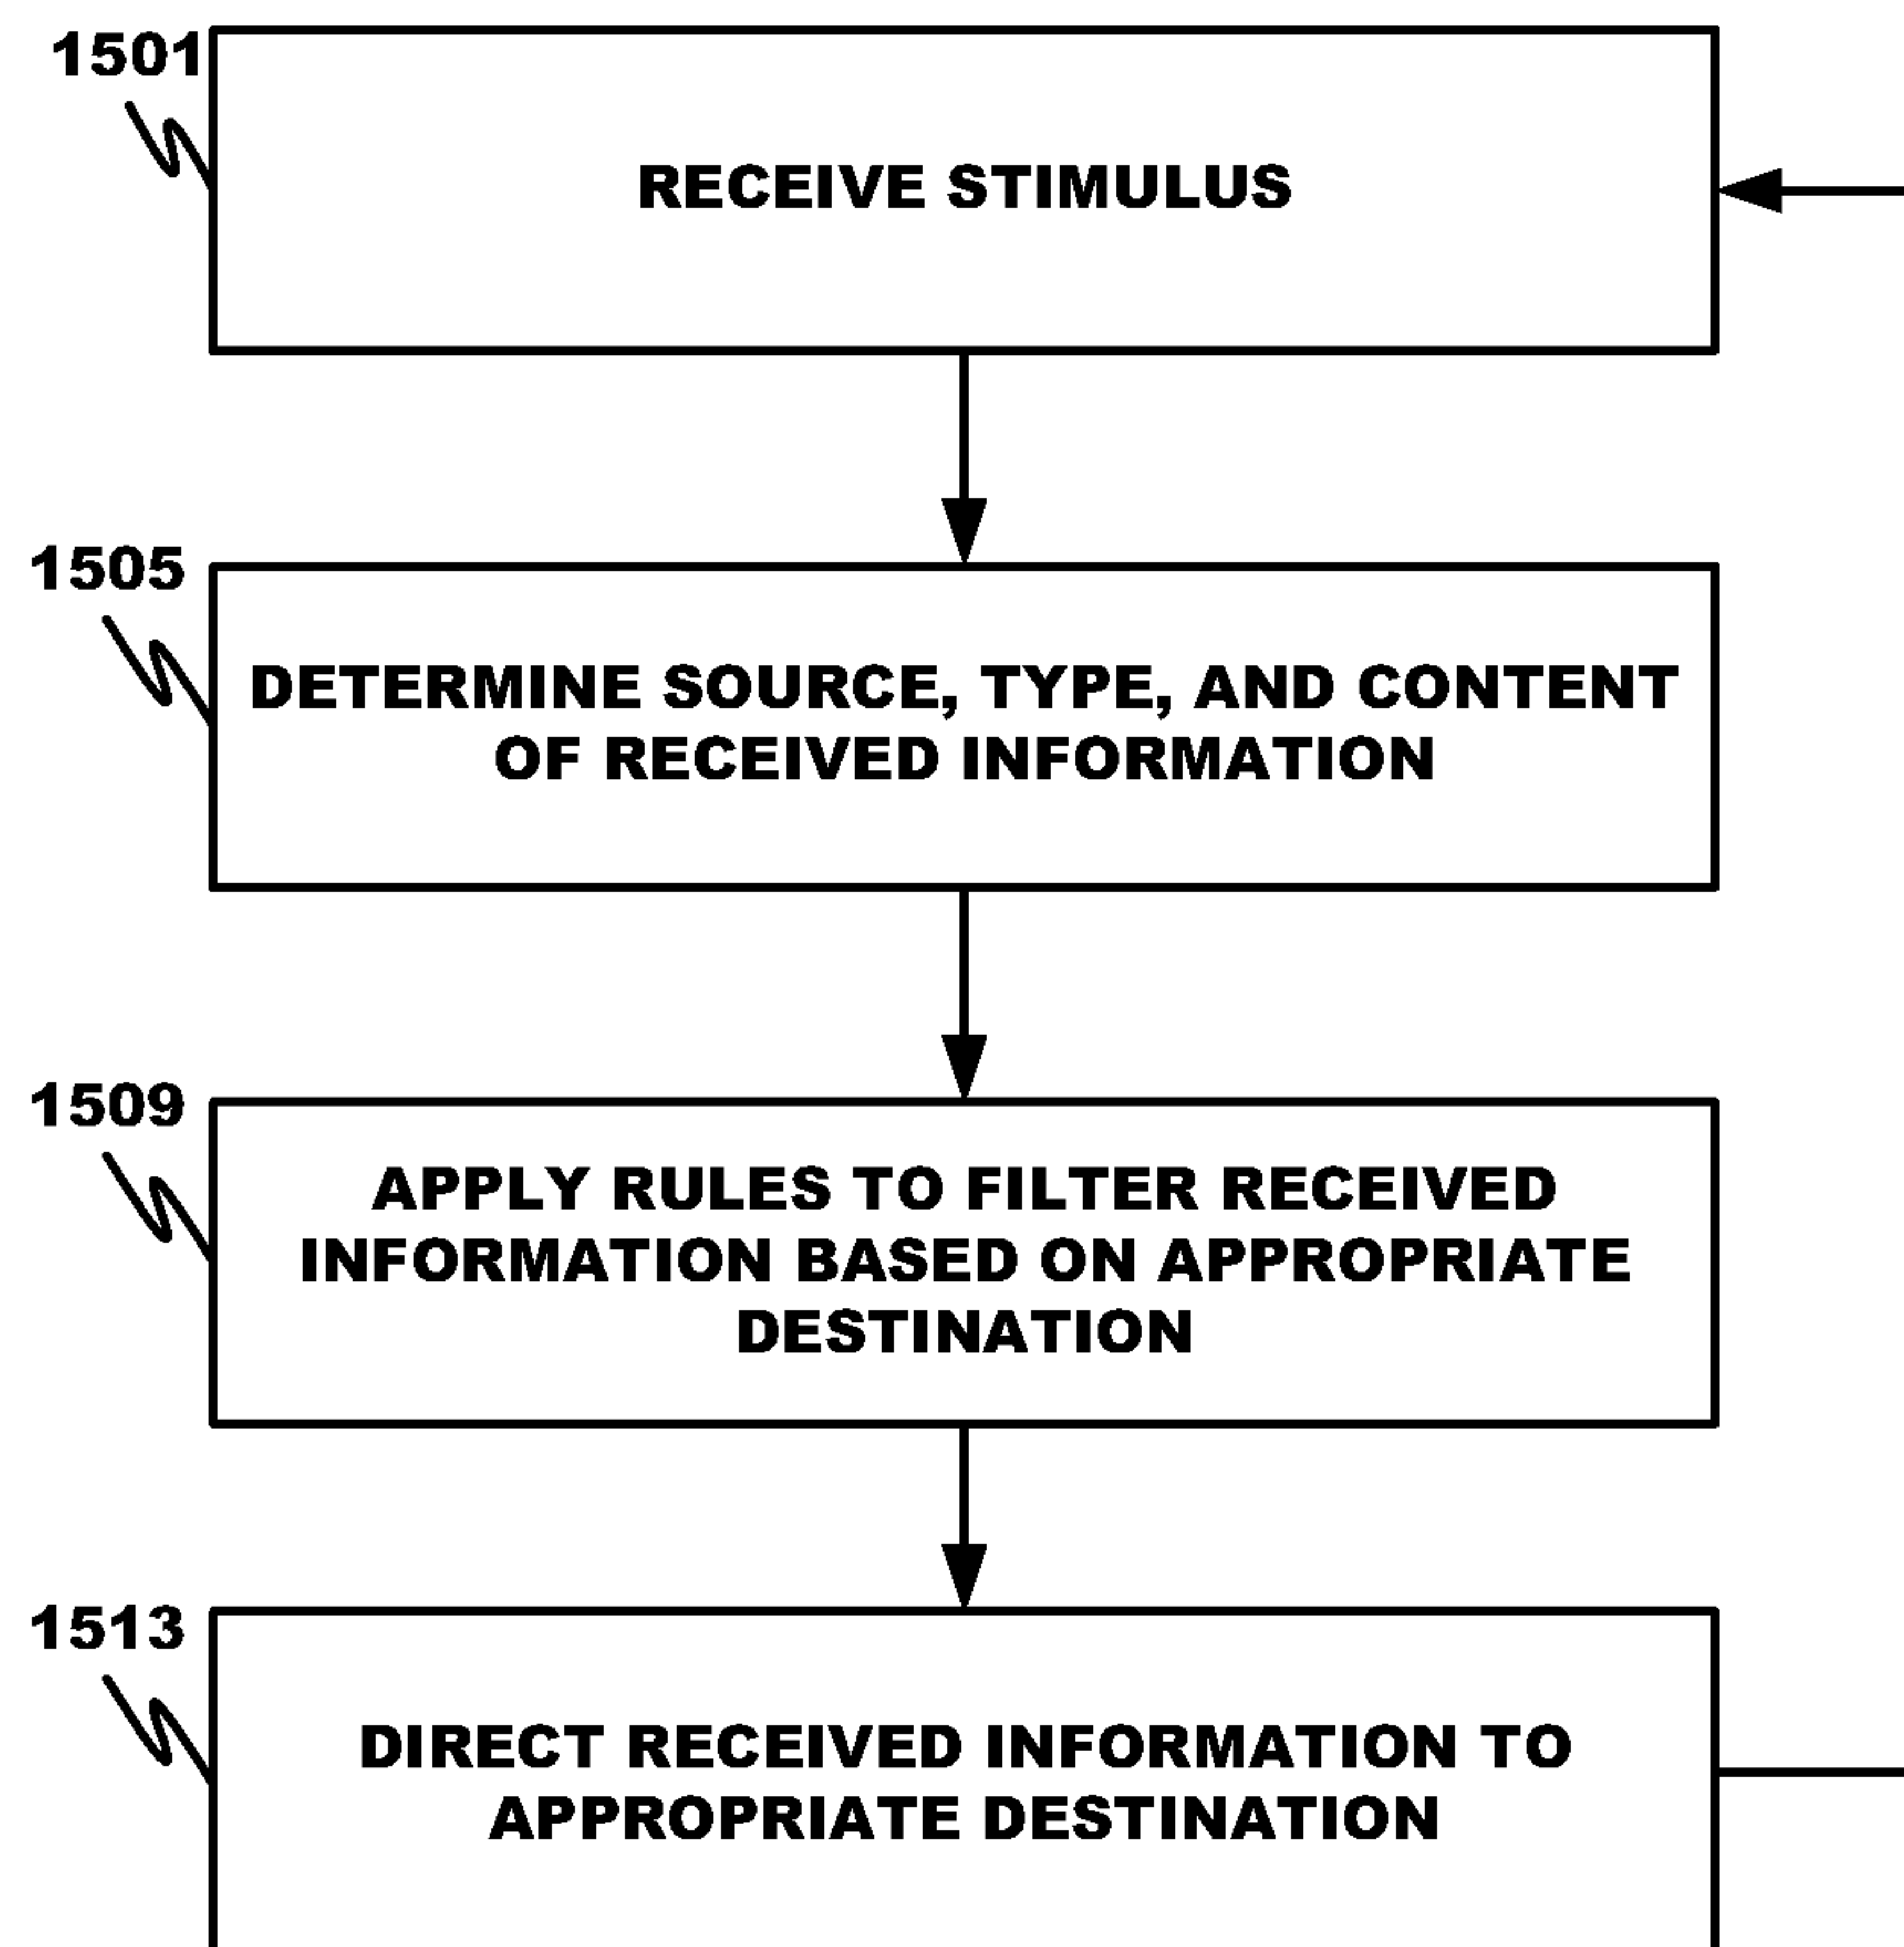 1501
RECEIVE STIMULUS
1505
DETERMINE SOURCE, TYPE, AND CONTENT
OF RECEIVED INFORMATION
1509
APPLY RULES TO FILTER RECEIVED
INFORMATION BASED ON APPROPRIATE
DESTINATION
1513
DIRECT RECEIVED INFORMATION TO
APPROPRIATE DESTINATION